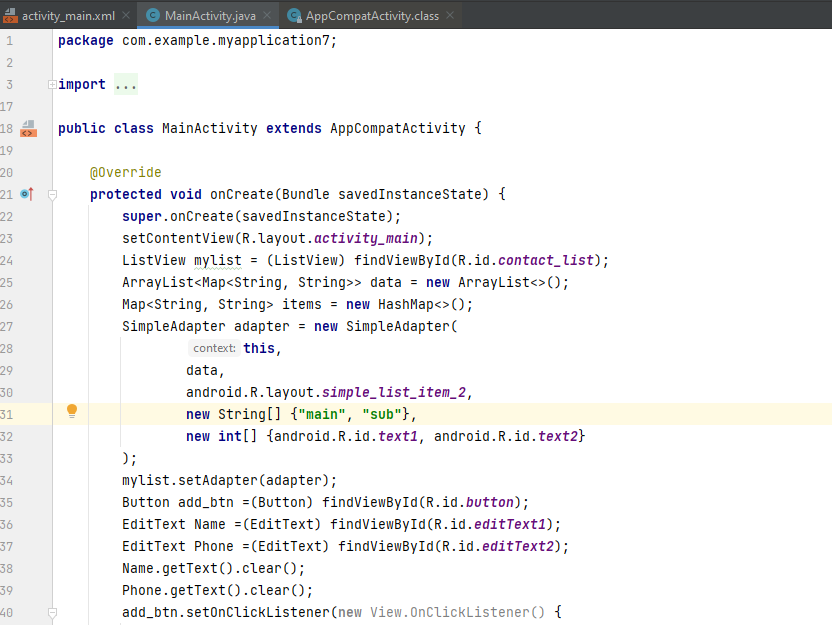 activity_main.xml MainActivity.java AppCompatActivity.class
1 package com.example.myapplication7;
2
3 import ...
17
18 public class MainActivity extends AppCompatActivity {
19
20 @Override
21 protected void onCreate(Bundle savedInstanceState) {
22 super.onCreate(savedInstanceState);
23 setContentView(R.layout.activity_main);
24 ListView mylist = (ListView) findViewById(R.id.contact_list);
25 ArrayList<Map<String, String>> data = new ArrayList<>();
26 Map<String, String> items = new HashMap<>();
27 SimpleAdapter adapter = new SimpleAdapter(
28 context: this,
29 data,
30 android.R.layout.simple_list_item_2,
31 new String[] {"main", "sub"},
32 new int[] {android.R.id.text1, android.R.id.text2}
33 );
34 mylist.setAdapter(adapter);
35 Button add_btn =(Button) findViewById(R.id.button);
36 EditText Name =(EditText) findViewById(R.id.editText1);
37 EditText Phone =(EditText) findViewById(R.id.editText2);
38 Name.getText().clear();
39 Phone.getText().clear();
40 add_btn.setOnClickListener(new View.OnClickListener() {